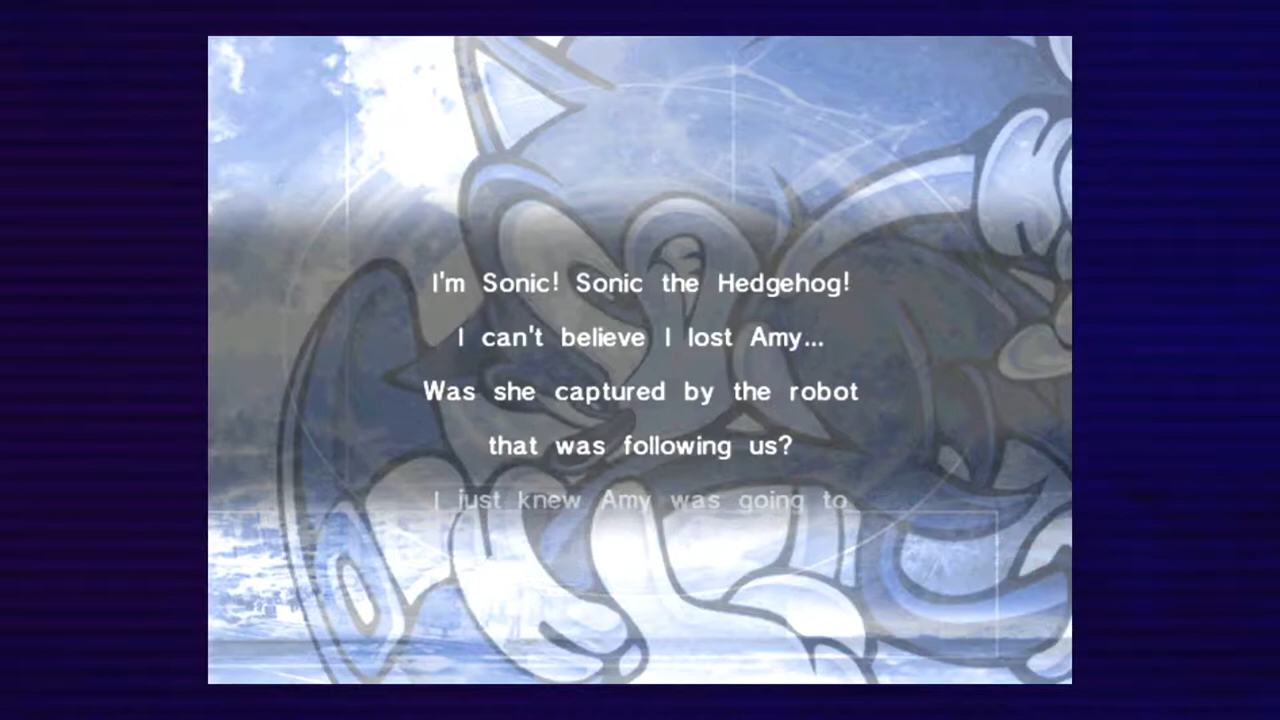 I'm Sonic! Sonic the Hedgehog!
I can't believe I lost Amy...
Was she captured by the robot
that was following us?
I just knew Amy was going to